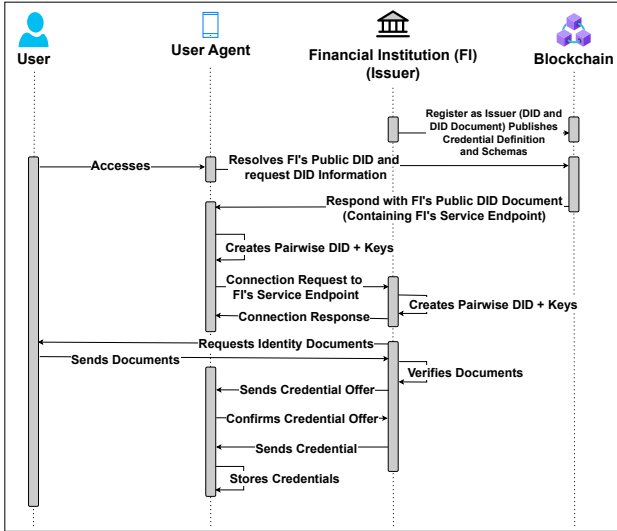 User
User Agent
Financial Institution (FI)
(Issuer)
Blockchain
Register as Issuer (DID and
DID Document) Publishes
Credential Definition
and Schemas
Accesses
Resolves FI's Public DID and
request DID Information
Respond with FI's Public DID Document
(Containing FI's Service Endpoint)
Creates Pairwise DID + Keys
Connection Request to
FI's Service Endpoint
Creates Pairwise DID + Keys
Connection Response
Requests Identity Documents
Sends Documents
Verifies Documents
Sends Credential Offer
Confirms Credential Offer
Sends Credential
Stores Credentials